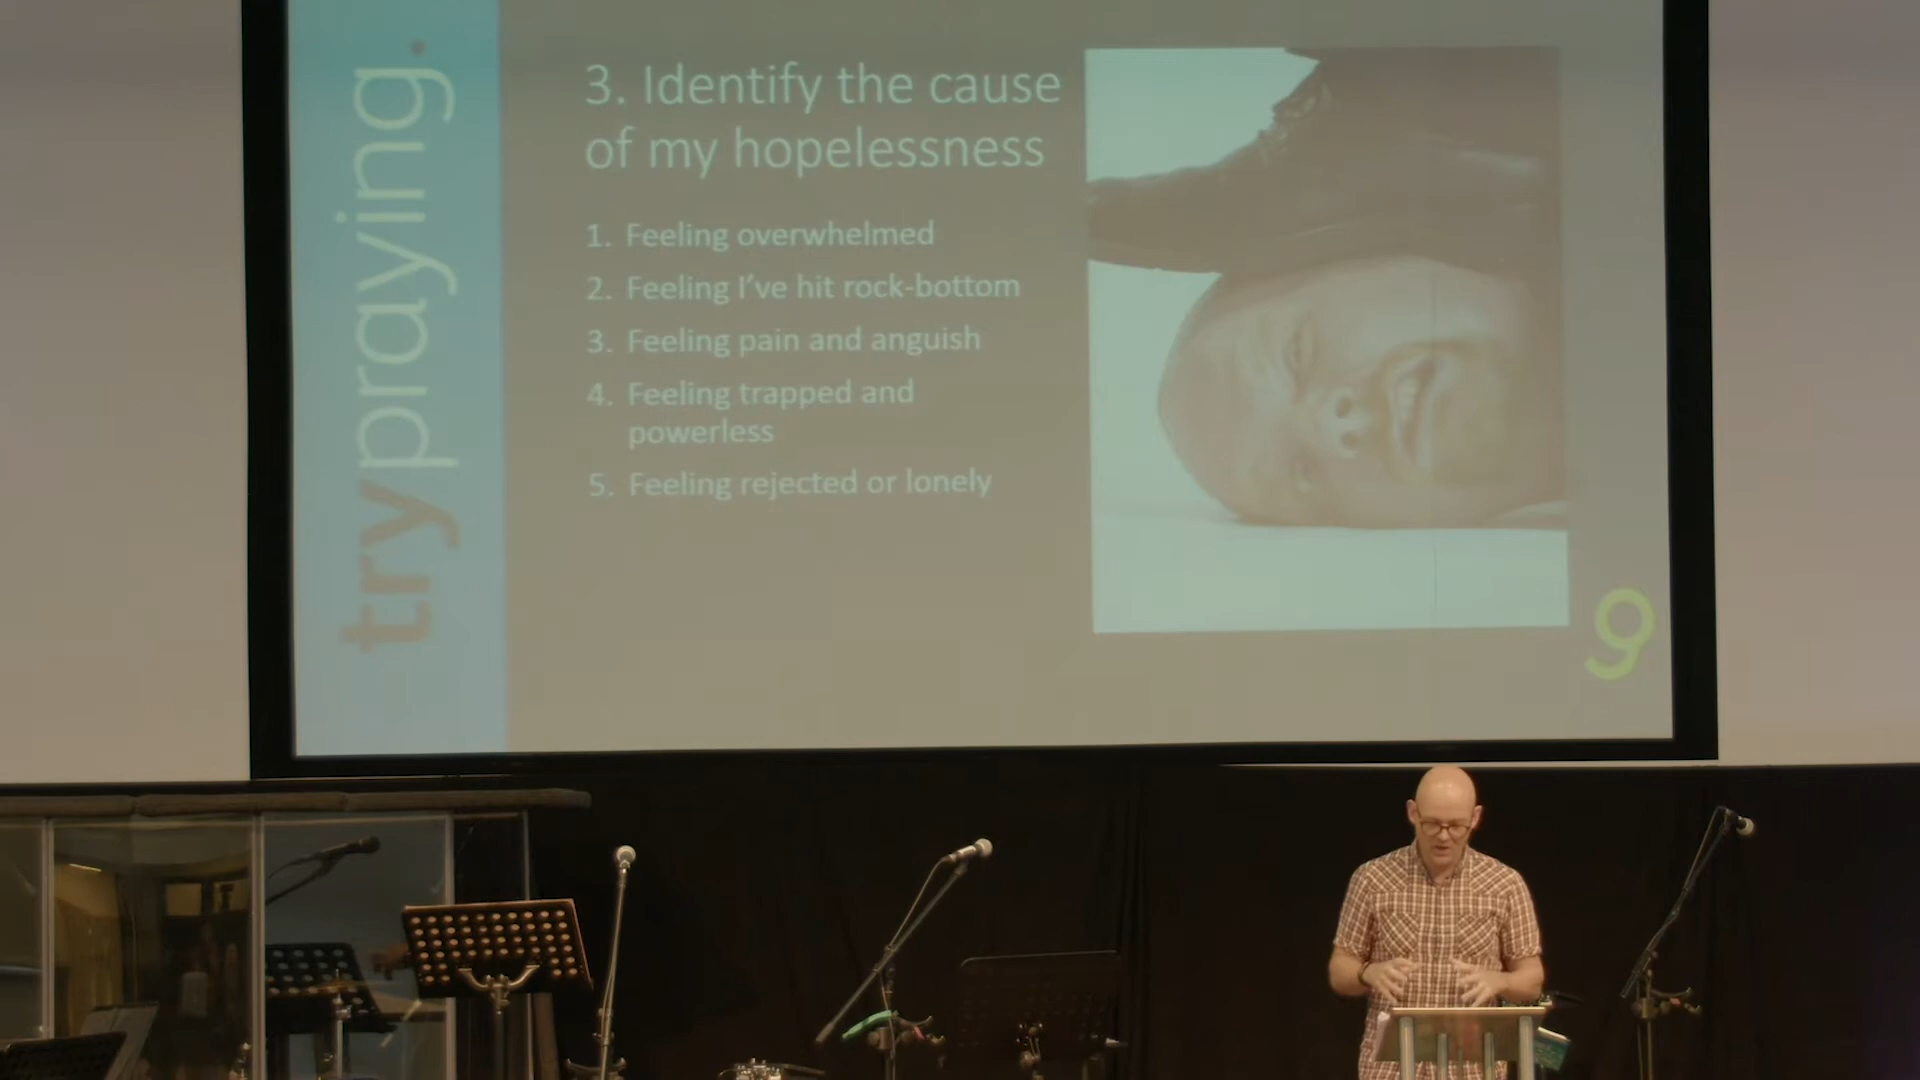 trypraying.
3. Identify the cause
of my hopelessness
1. Feeling overwhelmed
2. Feeling I've hit rock-bottom
3. Feeling pain and anguish
4. Feeling trapped and
powerless
5. Feeling rejected or lonely
9